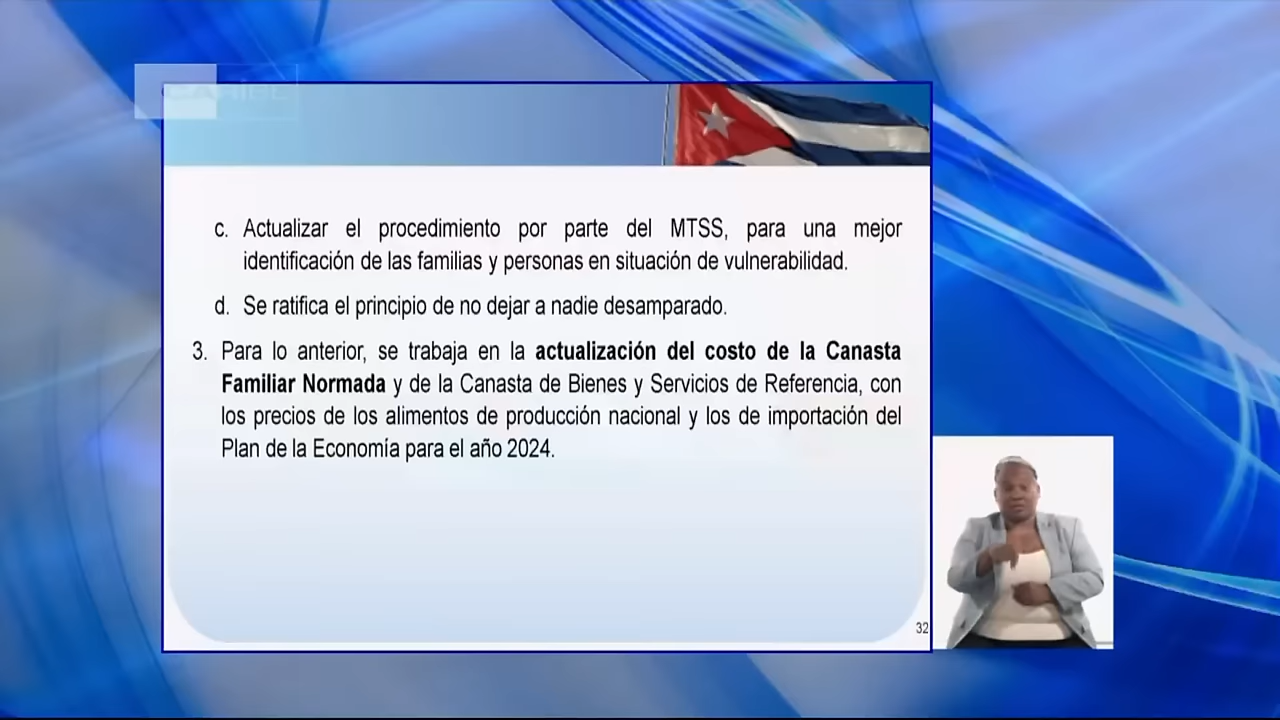 CARIBE
c. Actualizar el procedimiento por parte del MTSS, para una mejor
identificación de las familias y personas en situación de vulnerabilidad.
d. Se ratifica el principio de no dejar a nadie desamparado.
3. Para lo anterior, se trabaja en la actualización del costo de la Canasta
Familiar Normada y de la Canasta de Bienes y Servicios de Referencia, con
los precios de los alimentos de producción nacional y los de importación del
Plan de la Economía para el año 2024.
32